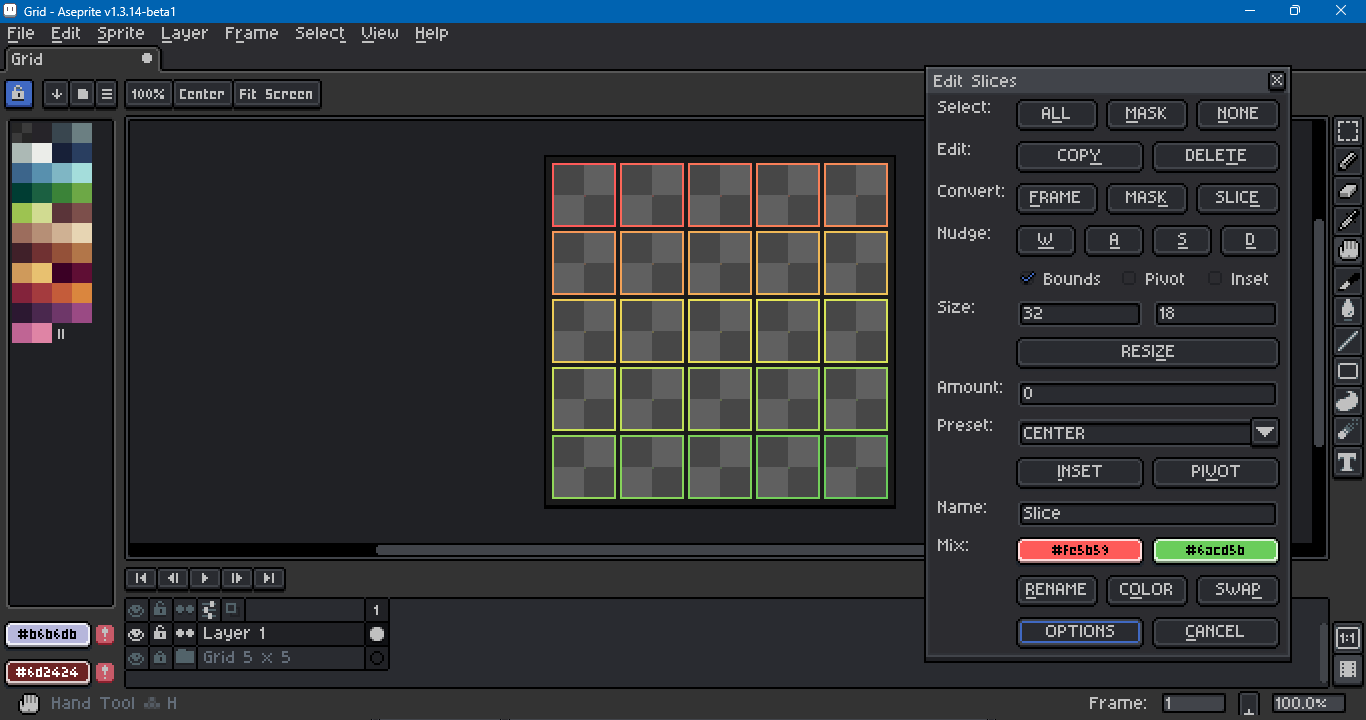 Grid - Aseprite v1.3.14-beta1
File Edit Sprite Layer Frame Select View Help
Grid
100% Center Fit Screen
Edit Slices
Select: ALL MASK NONE
Edit: COPY DELETE
Convert: FRAME MASK SLICE
Nudge: W A S D
Bounds Pivot Inset
Size: 32 18
RESIZE
Amount: 0
Preset: CENTER
INSET PIVOT
Name: Slice
Mix: #fe5b59 #6acd5b
RENAME COLOR SWAP
OPTIONS CANCEL
1
Layer 1
Grid 5 x 5
#b6b6db
#6d2424
1:1
Hand Tool H
Frame: 1 100.0%